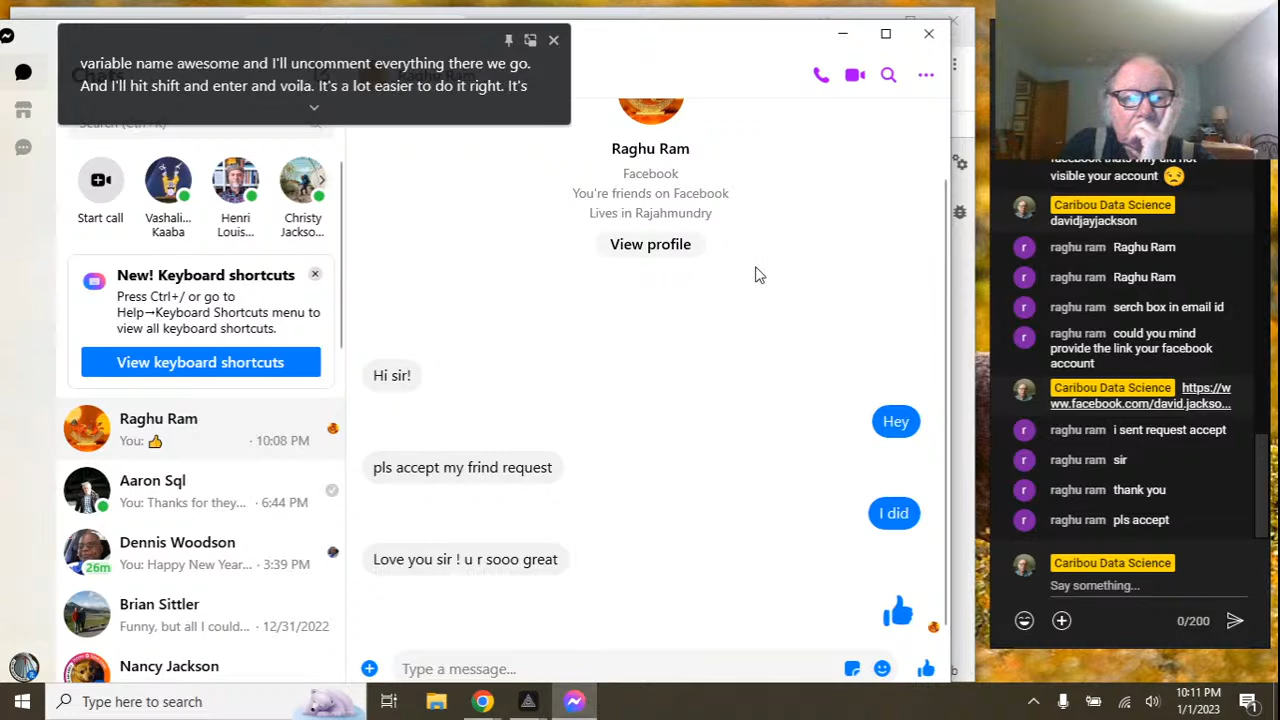 variable name awesome and I'll uncomment everything there we go.
And I'll hit shift and enter and voila. It's a lot easier to do it right. It's
Search (Ctrl+K)
Start call
Vashali...
Kaaba
Henri
Louis...
Christy
Jackso...
New! Keyboard shortcuts
Press Ctrl+/ or go to
Help→Keyboard Shortcuts menu to
view all keyboard shortcuts.
View keyboard shortcuts
Raghu Ram
You: 👍 · 10:08 PM
Aaron Sql
You: Thanks for they... · 6:44 PM
Dennis Woodson
26m
You: Happy New Year... · 3:39 PM
Brian Sittler
Funny, but all I could... · 12/31/2022
Nancy Jackson
Raghu Ram
Facebook
You're friends on Facebook
Lives in Rajahmundry
View profile
Hi sir!
Hey
pls accept my frind request
I did
Love you sir ! u r sooo great
Type a message...
facebook thats why did not
visible your account 😒
Caribou Data Science
davidjayjackson
raghu ram Raghu Ram
raghu ram Raghu Ram
raghu ram serch box in email id
raghu ram could you mind
provide the link your facebook
account
Caribou Data Science https://w
ww.facebook.com/david.jackso...
raghu ram i sent request accept
raghu ram sir
raghu ram thank you
raghu ram pls accept
Caribou Data Science
Say something...
0/200
Type here to search
10:11 PM
1/1/2023
1